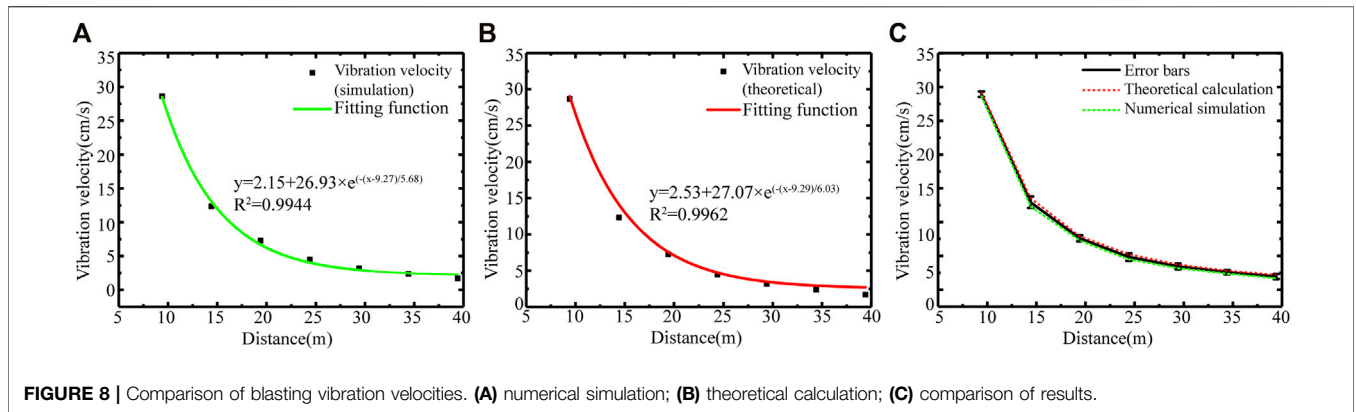 A
35
30
25
20
15
10
5
0
Vibration velocity(cm/s)
5 10 15 20 25 30 35 40
Distance(m)
Vibration velocity
(simulation)
Fitting function
y=2.15+26.93×e(-(x-9.27)/5.68)
R2=0.9944
B
35
30
25
20
15
10
5
0
Vibration velocity(cm/s)
5 10 15 20 25 30 35 40
Distance(m)
Vibration velocity
(theoretical)
Fitting function
y=2.53+27.07×e(-(x-9.29)/6.03)
R2=0.9962
C
35
30
25
20
15
10
5
0
Vibration velocity(cm/s)
5 10 15 20 25 30 35 40
Distance(m)
Error bars
Theoretical calculation
Numerical simulation
FIGURE 8 | Comparison of blasting vibration velocities. (A) numerical simulation; (B) theoretical calculation; (C) comparison of results.